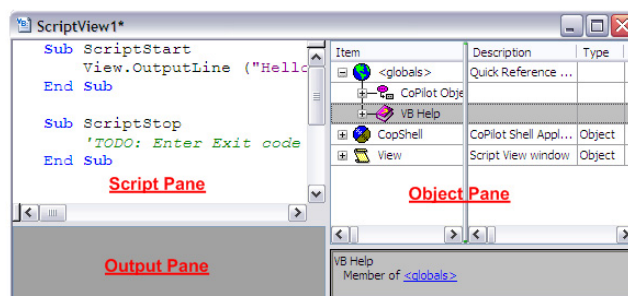 ScriptView1*
Sub ScriptStart
View.OutputLine ("Hello
End Sub
Sub ScriptStop
'TODO: Enter Exit code
End Sub
Script Pane
Output Pane
Item Description Type
<globals> Quick Reference ...
CoPilot Obje
VB Help
CopShell CoPilot Shell Appl... Object
View Script View window Object
Object Pane
VB Help
Member of <globals>